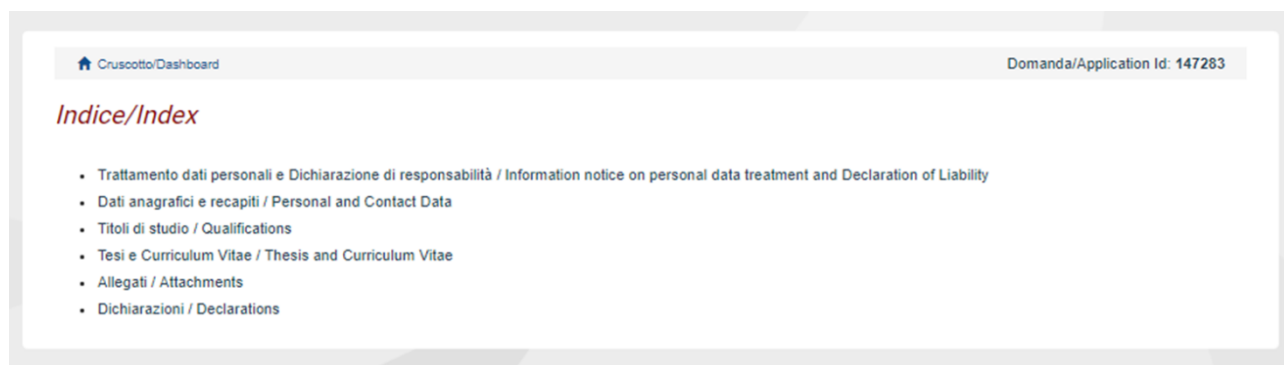 Cruscotto/Dashboard
Domanda/Application Id: 147283
Indice/Index
Trattamento dati personali e Dichiarazione di responsabilità / Information notice on personal data treatment and Declaration of Liability
Dati anagrafici e recapiti / Personal and Contact Data
Titoli di studio / Qualifications
Tesi e Curriculum Vitae / Thesis and Curriculum Vitae
Allegati / Attachments
Dichiarazioni / Declarations